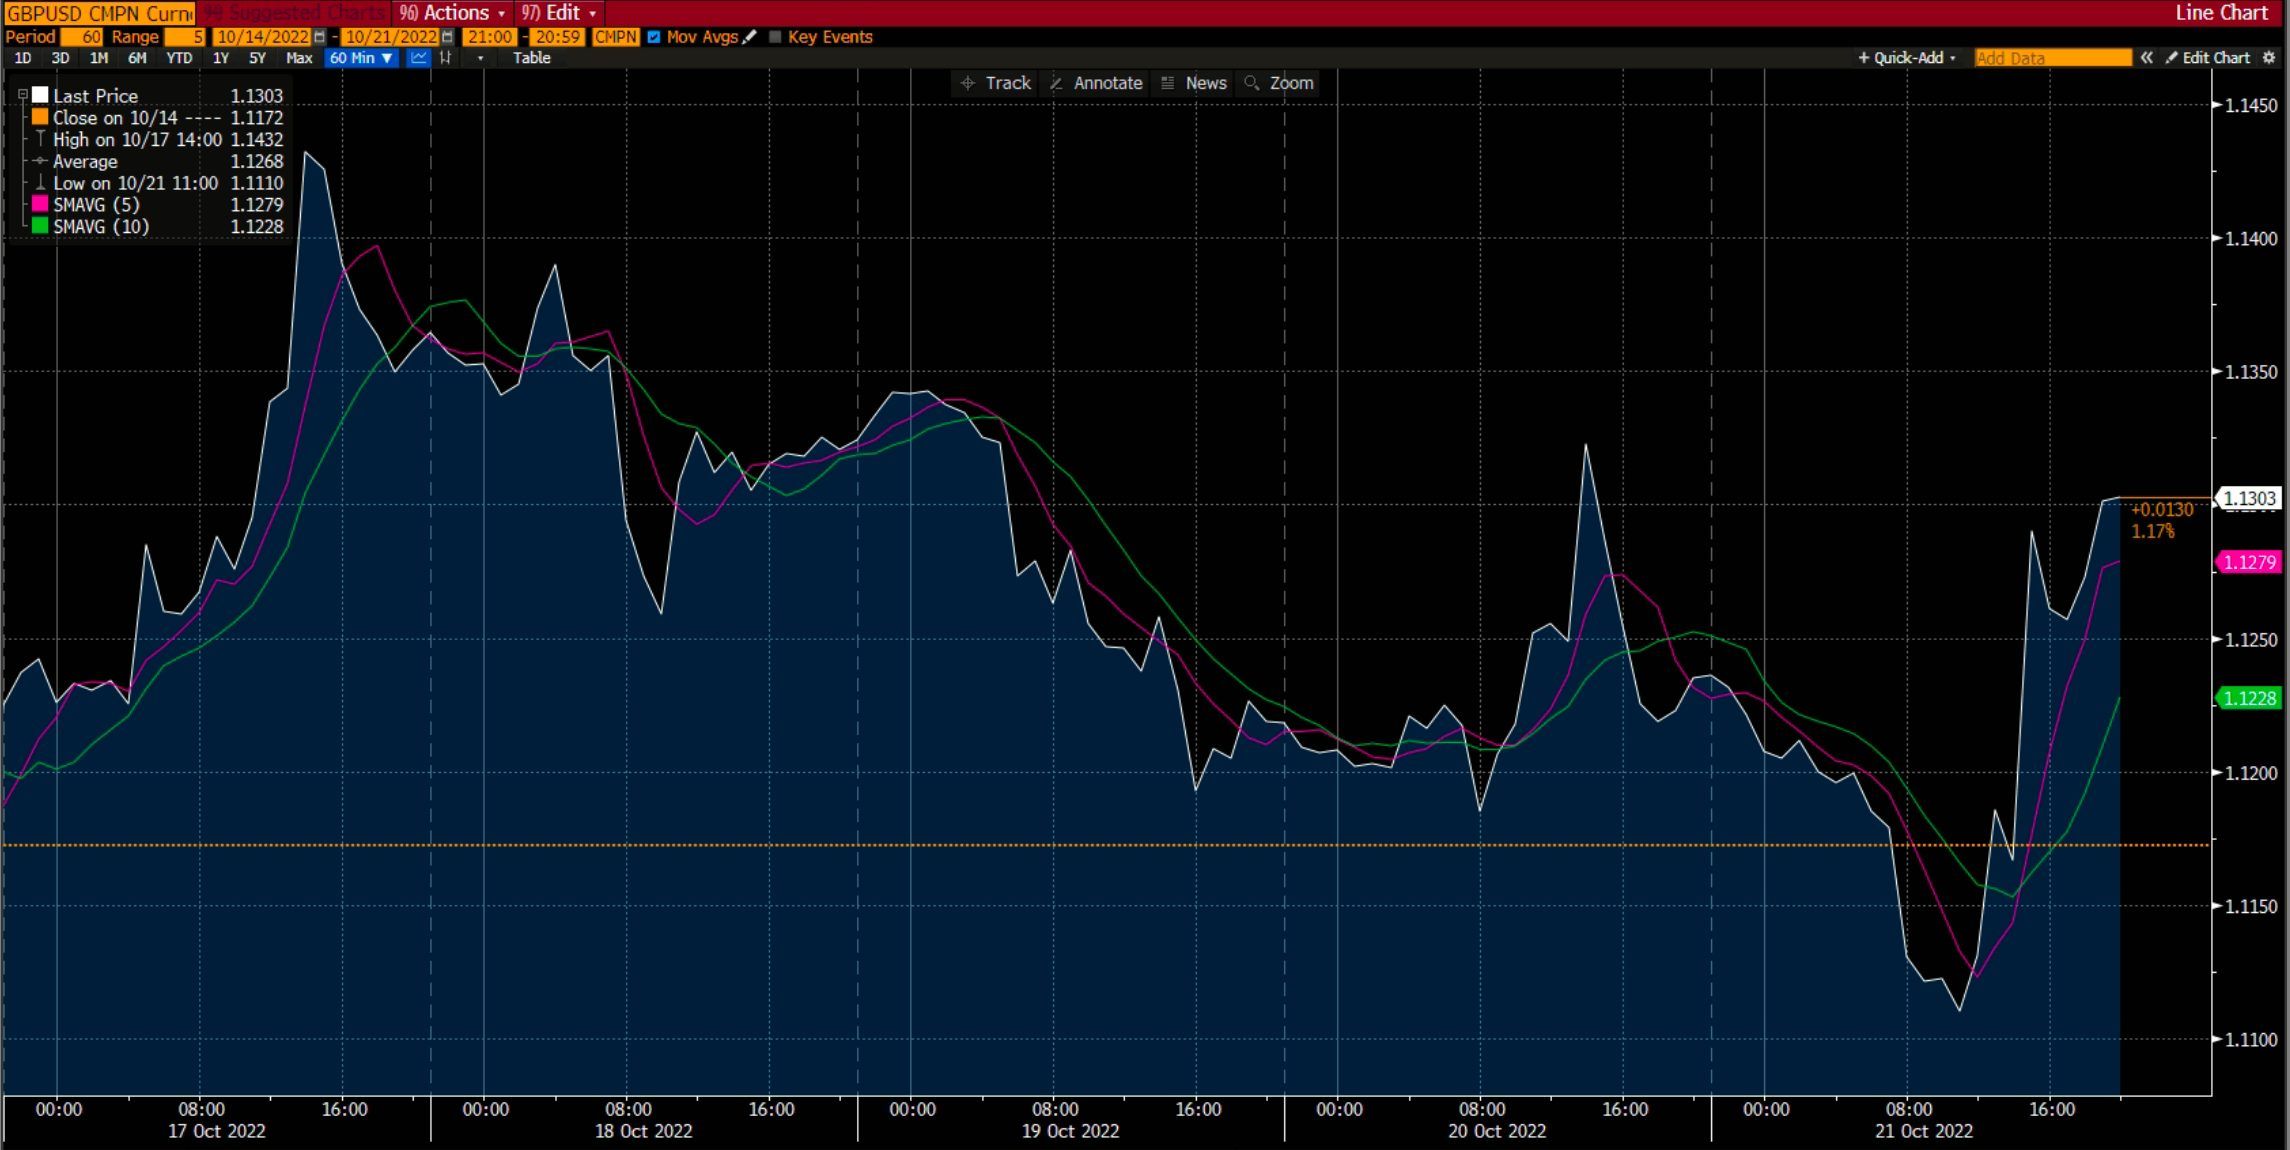 GBPUSD CMPN Curn 99) Suggested Charts 96) Actions 97) Edit Line Chart
Period 60 Range 5 10/14/2022 - 10/21/2022 21:00 - 20:59 CMPN Mov Avgs Key Events
1D 3D 1M 6M YTD 1Y 5Y Max 60 Min ▼ Table + Quick-Add Add Data « Edit Chart
Track Annotate News Zoom
Last Price 1.1303
Close on 10/14 ---- 1.1172
High on 10/17 14:00 1.1432
Average 1.1268
Low on 10/21 11:00 1.1110
SMAVG (5) 1.1279
SMAVG (10) 1.1228
1.1450
1.1400
1.1350
1.1303
+0.0130
1.17%
1.1279
1.1250
1.1228
1.1200
1.1150
1.1100
00:00 08:00 16:00 00:00 08:00 16:00 00:00 08:00 16:00 00:00 08:00 16:00 00:00 08:00 16:00
17 Oct 2022 18 Oct 2022 19 Oct 2022 20 Oct 2022 21 Oct 2022